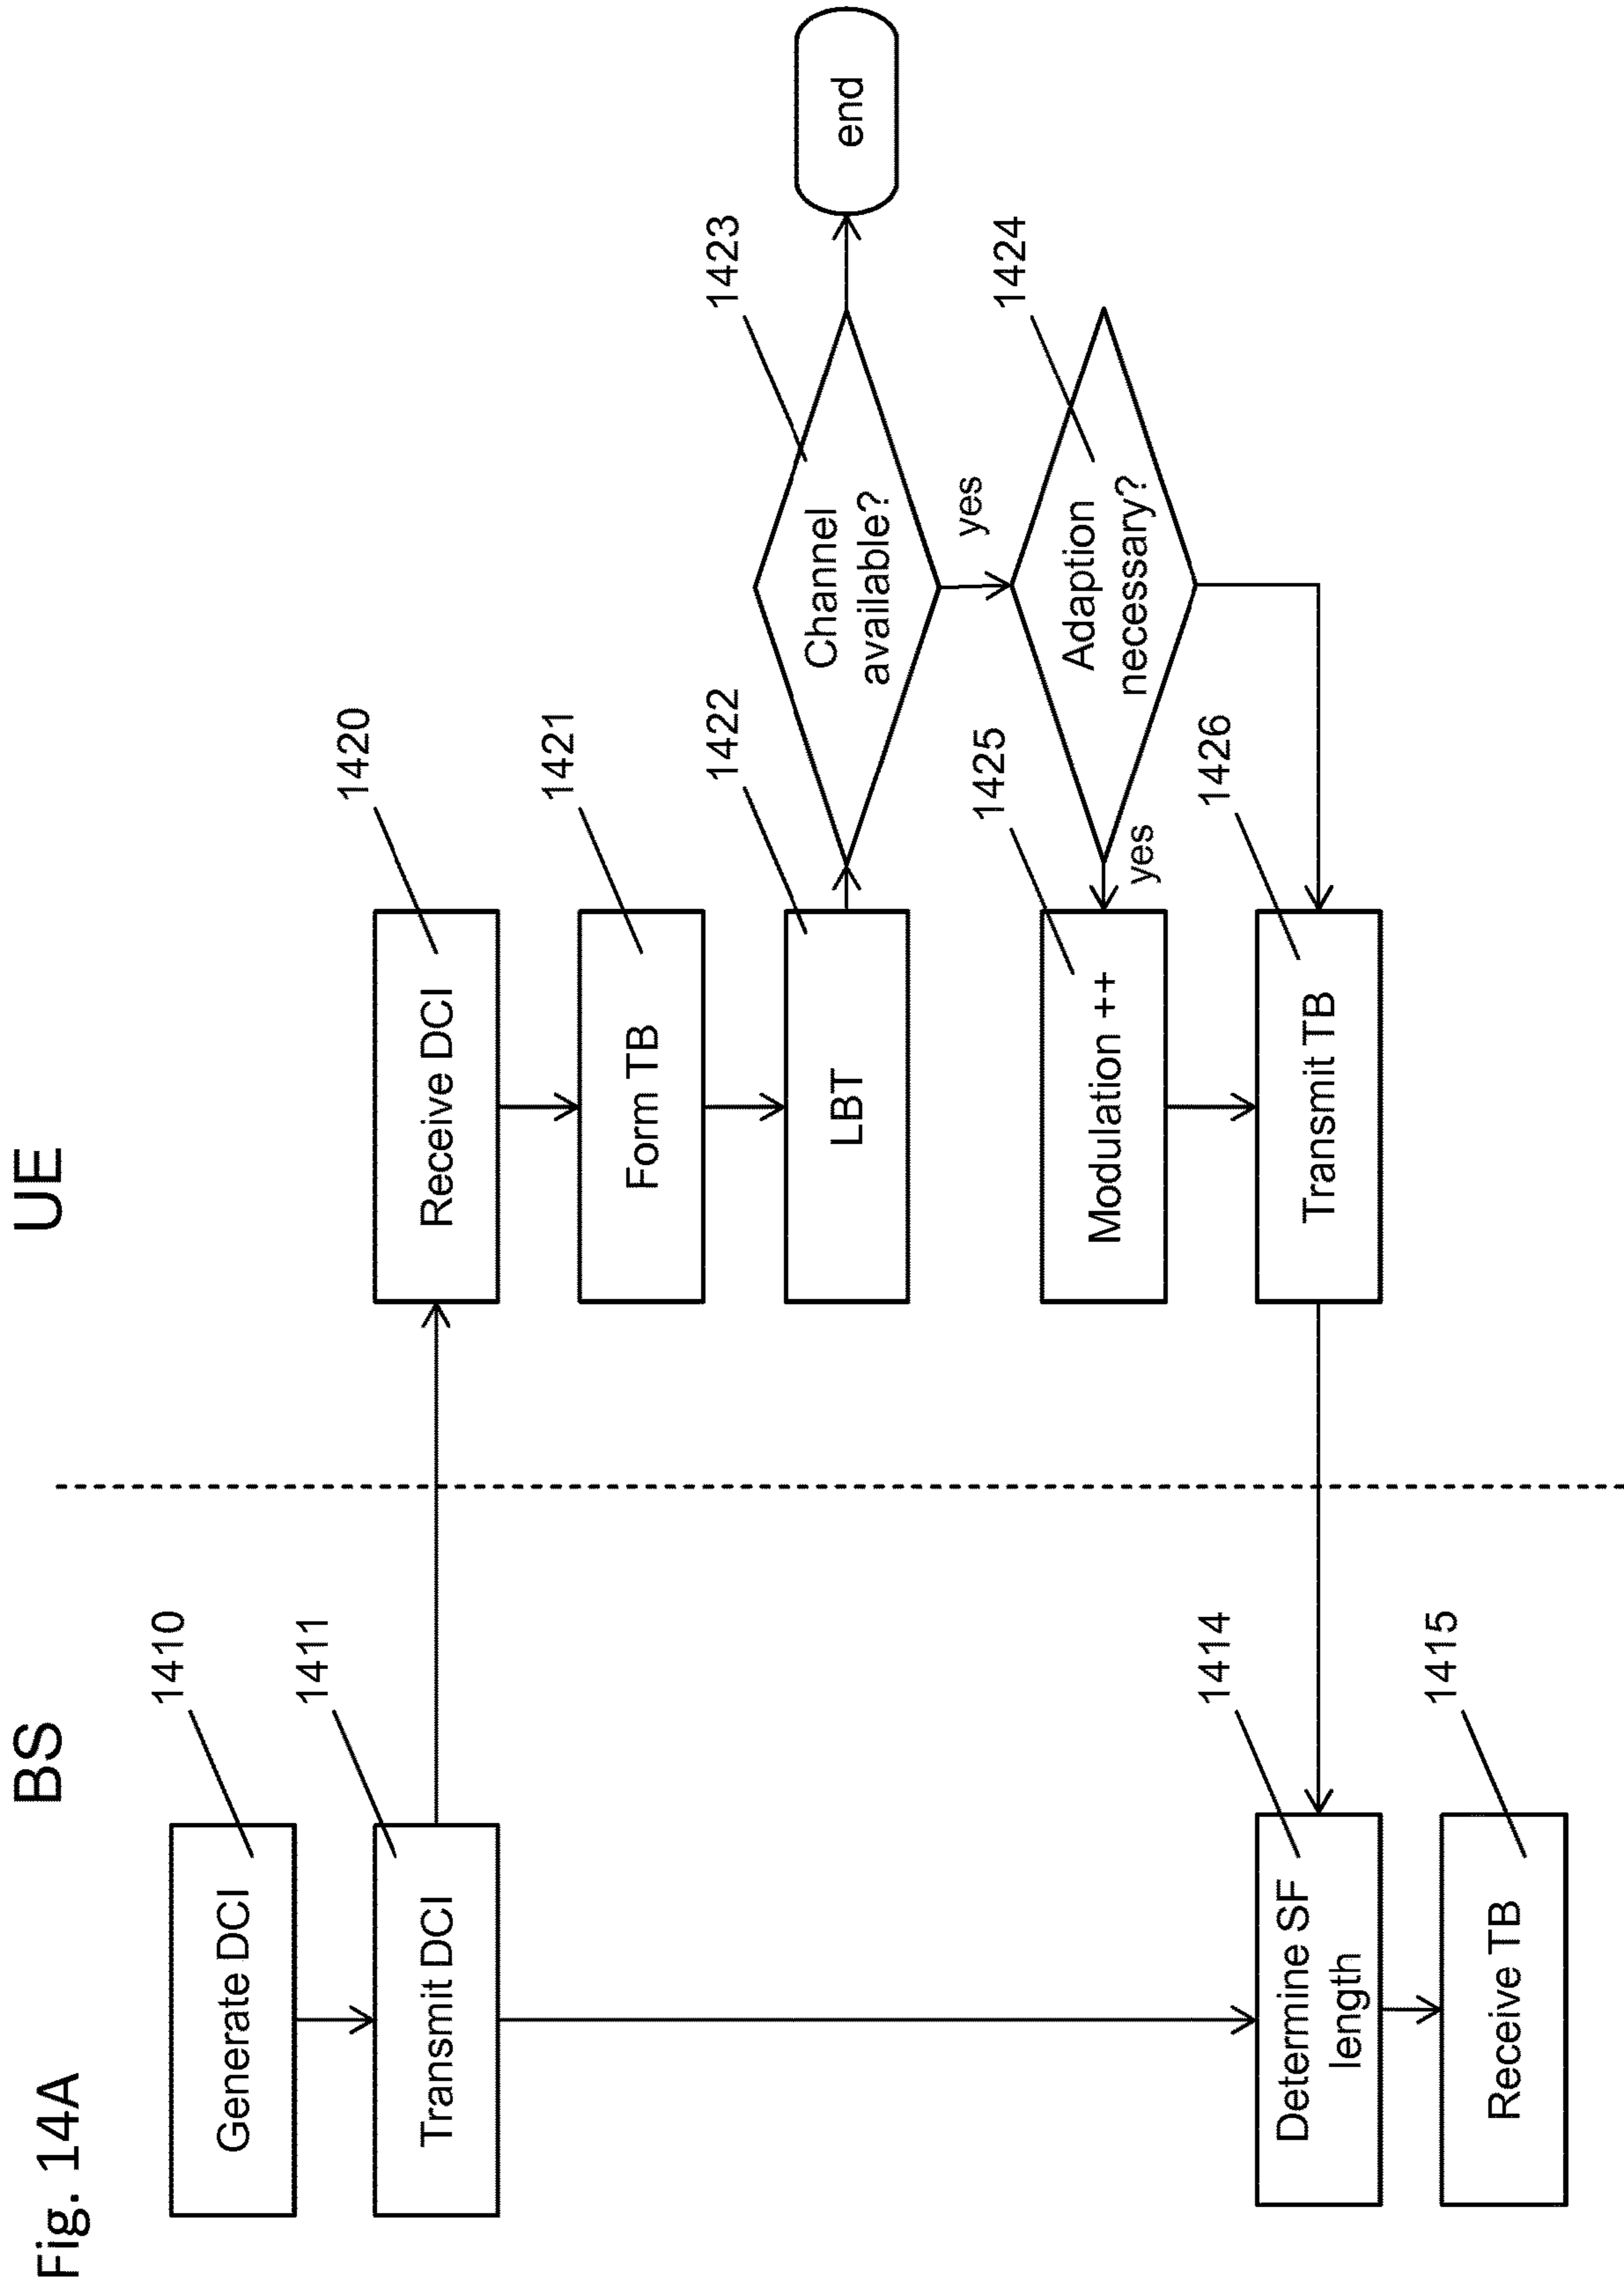 Fig. 14A
BS
UE
1410
Generate DCI
1411
Transmit DCI
1420
Receive DCI
1421
Form TB
1422
LBT
1423
Channel
available?
end
yes
1424
Adaption
necessary?
yes
1425
Modulation ++
1426
Transmit TB
1414
Determine SF
length
1415
Receive TB